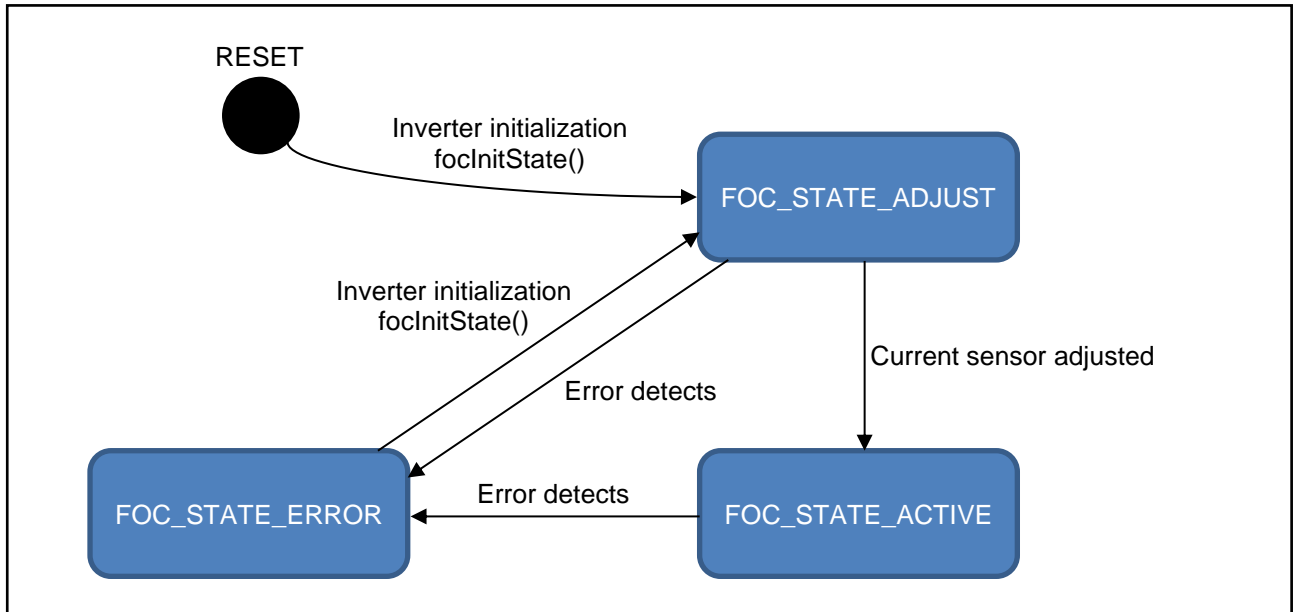 RESET
Inverter initialization
focInitState()
FOC_STATE_ADJUST
Inverter initialization
focInitState()
Current sensor adjusted
Error detects
FOC_STATE_ERROR
Error detects
FOC_STATE_ACTIVE